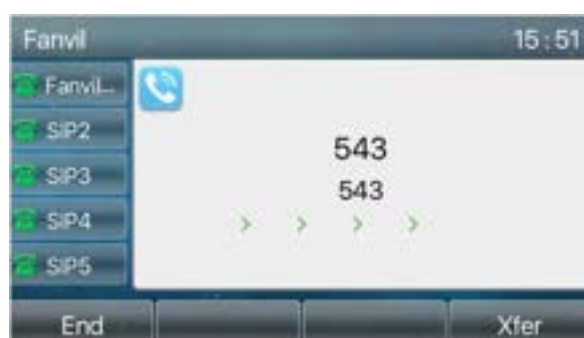 Fanvil 15:51
Fanvil...
SIP2
SIP3
SIP4
SIP5
543
543
End Xfer